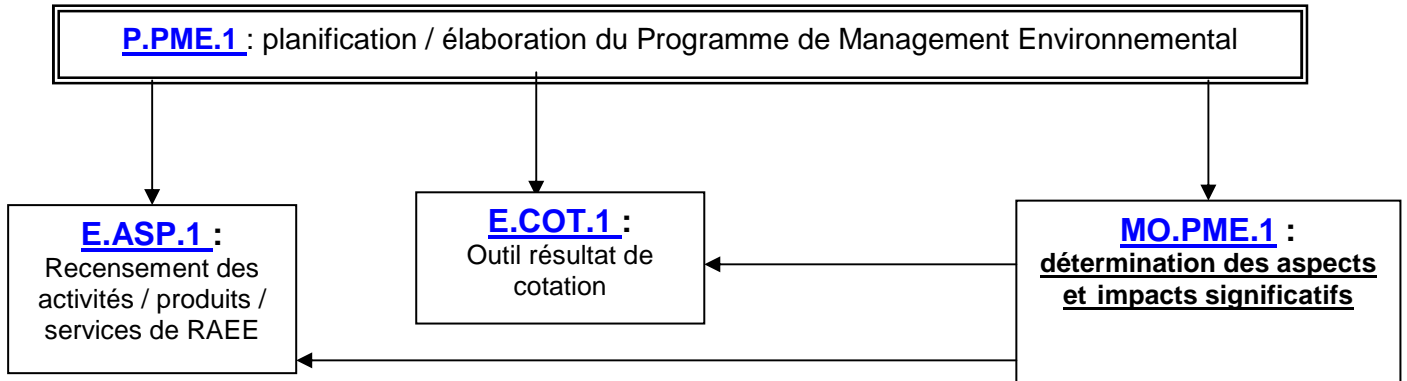 P.PME.1 : planification / élaboration du Programme de Management Environnemental
E.ASP.1 :
Recensement des
activités / produits /
services de RAEE
E.COT.1 :
Outil résultat de
cotation
MO.PME.1 :
détermination des aspects
et impacts significatifs